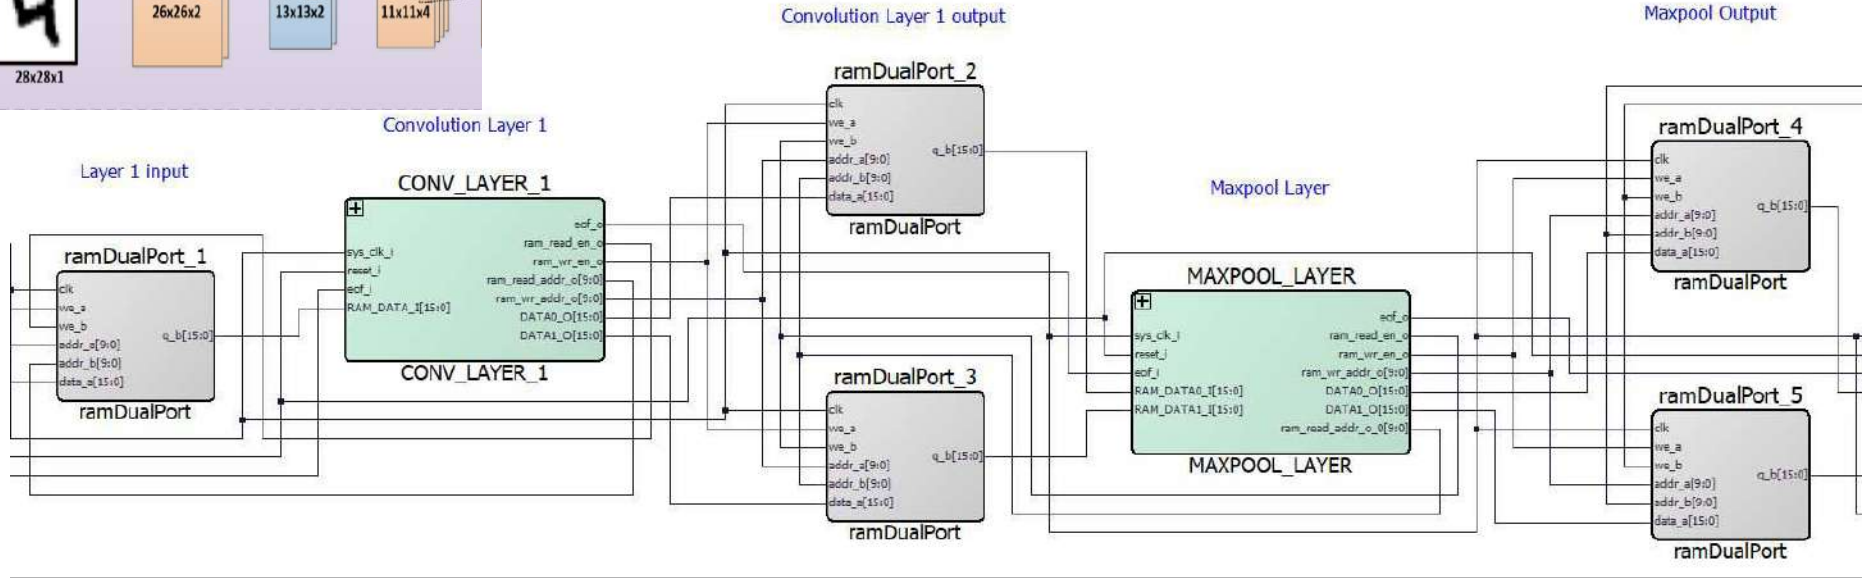 26x26x2
13x13x2
11x11x4
28x28x1
Convolution Layer 1 output
Maxpool Output
Convolution Layer 1
Layer 1 input
Maxpool Layer
ramDualPort_1
clk
we_a
we_b
addr_a[9:0]
addr_b[9:0]
data_a[15:0]
q_b[15:0]
ramDualPort
CONV_LAYER_1
sys_clk_i
reset_i
eof_i
RAM_DATA_I[15:0]
eof_o
ram_read_en_o
ram_wr_en_o
ram_read_addr_o[9:0]
ram_wr_addr_o[9:0]
DATA0_O[15:0]
DATA1_O[15:0]
CONV_LAYER_1
ramDualPort_2
clk
we_a
we_b
addr_a[9:0]
addr_b[9:0]
data_a[15:0]
q_b[15:0]
ramDualPort
ramDualPort_3
clk
we_a
we_b
addr_a[9:0]
addr_b[9:0]
data_a[15:0]
q_b[15:0]
ramDualPort
MAXPOOL_LAYER
sys_clk_i
reset_i
eof_i
RAM_DATA0_I[15:0]
RAM_DATA1_I[15:0]
eof_o
ram_read_en_o
ram_wr_en_o
ram_wr_addr_o[9:0]
DATA0_O[15:0]
DATA1_O[15:0]
ram_read_addr_o_0[9:0]
MAXPOOL_LAYER
ramDualPort_4
clk
we_a
we_b
addr_a[9:0]
addr_b[9:0]
data_a[15:0]
q_b[15:0]
ramDualPort
ramDualPort_5
clk
we_a
we_b
addr_a[9:0]
addr_b[9:0]
data_a[15:0]
q_b[15:0]
ramDualPort